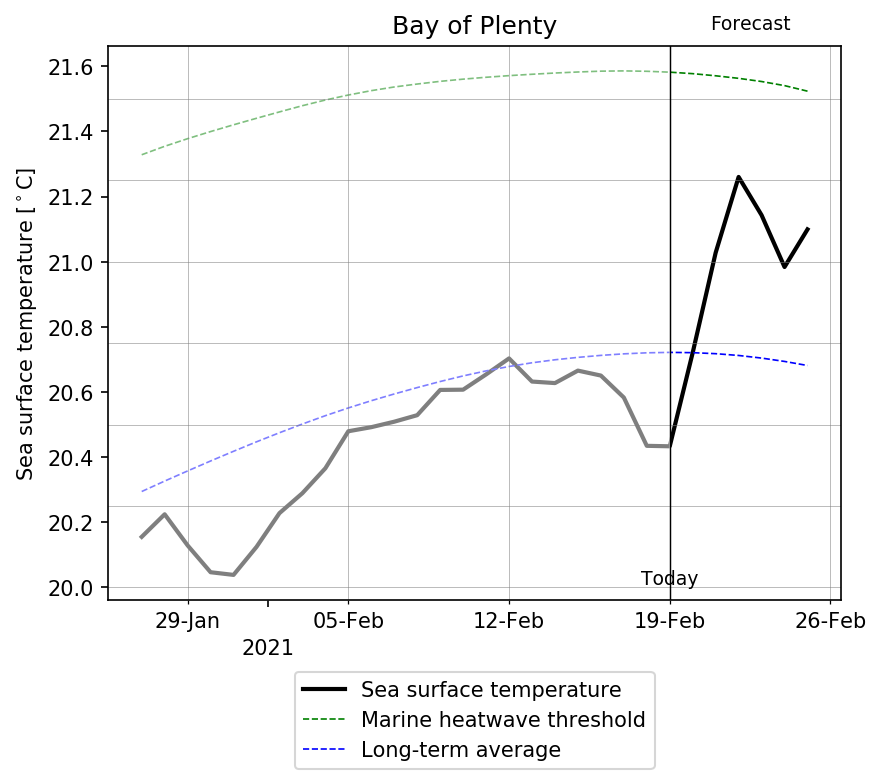 Bay of Plenty
Forecast
21.6
21.4
21.2
21.0
20.8
20.6
20.4
20.2
20.0
Sea surface temperature [°C]
Today
29-Jan 05-Feb 12-Feb 19-Feb 26-Feb
2021
Sea surface temperature
Marine heatwave threshold
Long-term average